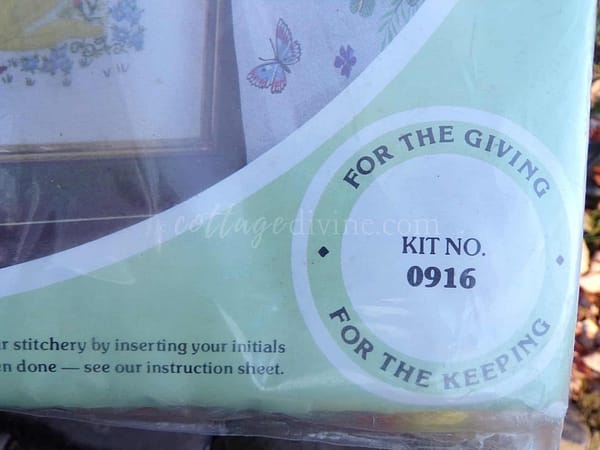 FOR THE GIVING
KIT NO.
0916
FOR THE KEEPING
stitchery by inserting your initials
done — see our instruction sheet.
cottagedivine.com